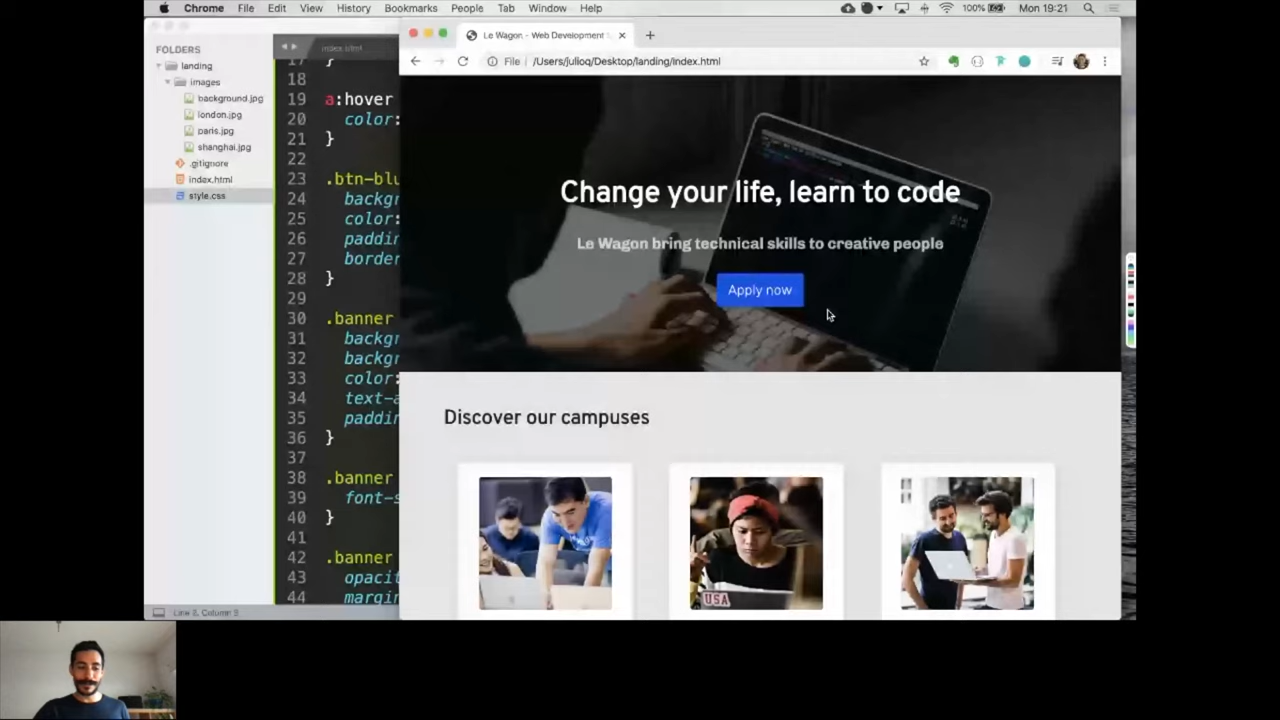 Chrome File Edit View History Bookmarks People Tab Window Help 100% Mon 19:21
FOLDERS
landing
images
background.jpg
london.jpg
paris.jpg
shanghai.jpg
.gitignore
index.html
style.css
index.html
17 }
18
19 a:hover
20 color:
21 }
22
23 .btn-blu
24 backgr
25 color:
26 paddin
27 border
28 }
29
30 .banner
31 backgr
32 backgr
33 color:
34 text-a
35 paddin
36 }
37
38 .banner
39 font-s
40 }
41
42 .banner
43 opacit
44 margin
Le Wagon - Web Development
File /Users/julioq/Desktop/landing/index.html
Change your life, learn to code
Le Wagon bring technical skills to creative people
Apply now
Discover our campuses
USA